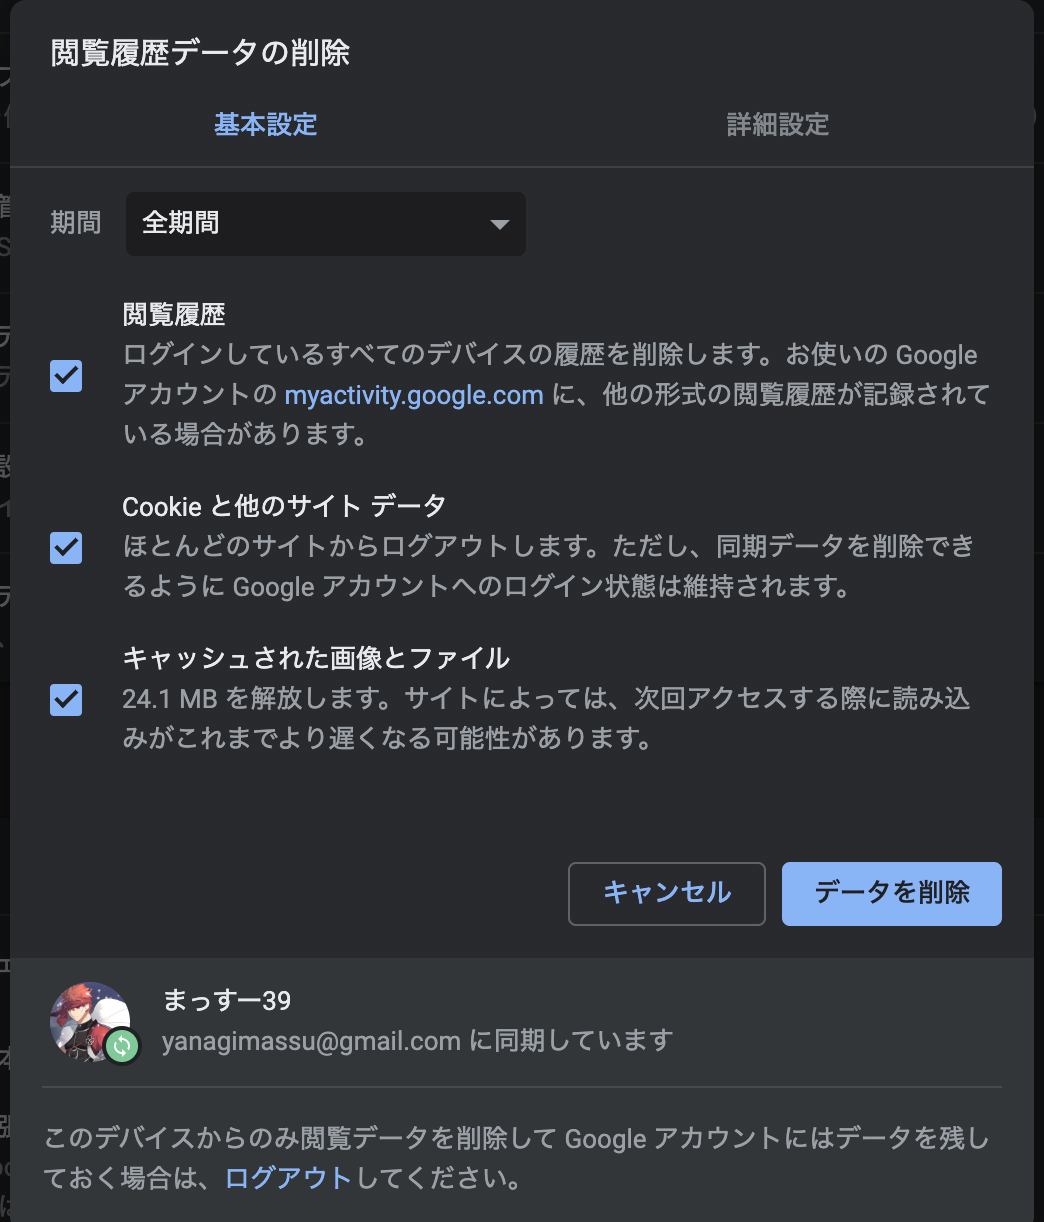 閲覧履歴データの削除
基本設定
詳細設定
期間
全期間
閲覧履歴
ログインしているすべてのデバイスの履歴を削除します。お使いの Google
アカウントの myactivity.google.com に、他の形式の閲覧履歴が記録されて
いる場合があります。
Cookie と他のサイト データ
ほとんどのサイトからログアウトします。ただし、同期データを削除でき
るように Google アカウントへのログイン状態は維持されます。
キャッシュされた画像とファイル
24.1 MB を解放します。サイトによっては、次回アクセスする際に読み込
みがこれまでより遅くなる可能性があります。
キャンセル
データを削除
まっすー39
yanagimassu@gmail.com に同期しています
このデバイスからのみ閲覧データを削除して Google アカウントにはデータを残し
ておく場合は、ログアウトしてください。